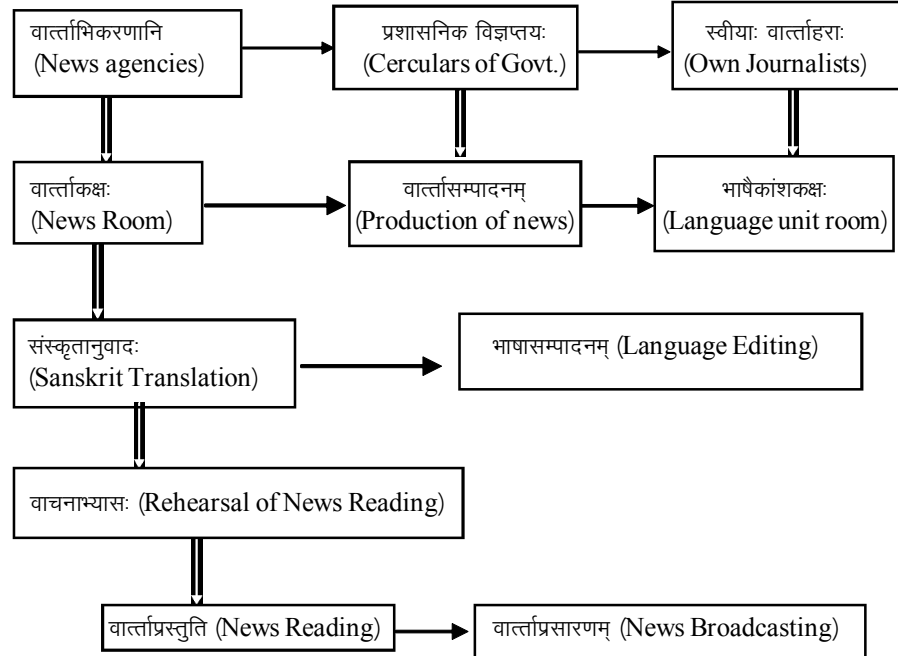 वार्त्ताभिकरणानि
(News agencies)
प्रशासनिक विज्ञप्तयः
(Cerculars of Govt.)
स्वीयाः वार्त्ताहराः
(Own Journalists)
वार्त्ताकक्षः
(News Room)
वार्त्तासम्पादनम्
(Production of news)
भाषैकांशकक्षः
(Language unit room)
संस्कृतानुवादः
(Sanskrit Translation)
भाषासम्पादनम् (Language Editing)
वाचनाभ्यासः (Rehearsal of News Reading)
वार्त्ताप्रस्तुति (News Reading)
वार्त्ताप्रसारणम् (News Broadcasting)